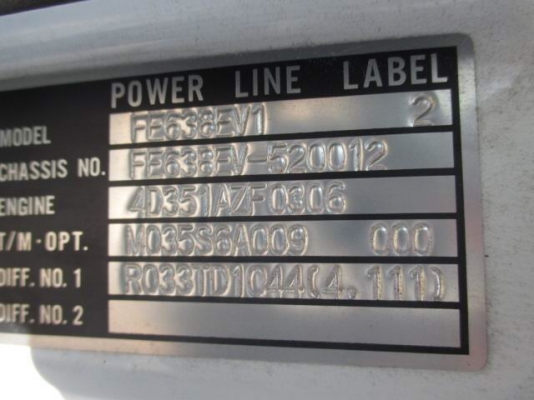 POWER LINE LABEL
MODEL FE638EV1 2
CHASSIS NO. FE638EV-520012
ENGINE 4D351AZF0306
T/M·OPT. M035S6A009 000
DIFF. NO. 1 R033TD1044(4.111)
DIFF. NO. 2